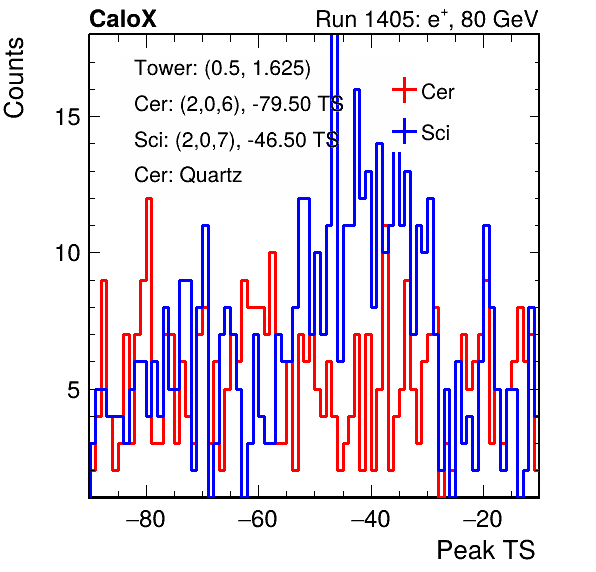 CaloX Run 1405: e⁺, 80 GeV
Counts
Tower: (0.5, 1.625)
Cer: (2,0,6), -79.50 TS
Sci: (2,0,7), -46.50 TS
Cer: Quartz
Cer
Sci
15
10
5
−80 −60 −40 −20
Peak TS